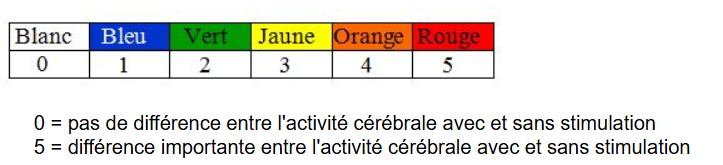 Blanc Bleu Vert Jaune Orange Rouge
0 1 2 3 4 5
0 = pas de différence entre l'activité cérébrale avec et sans stimulation
5 = différence importante entre l'activité cérébrale avec et sans stimulation